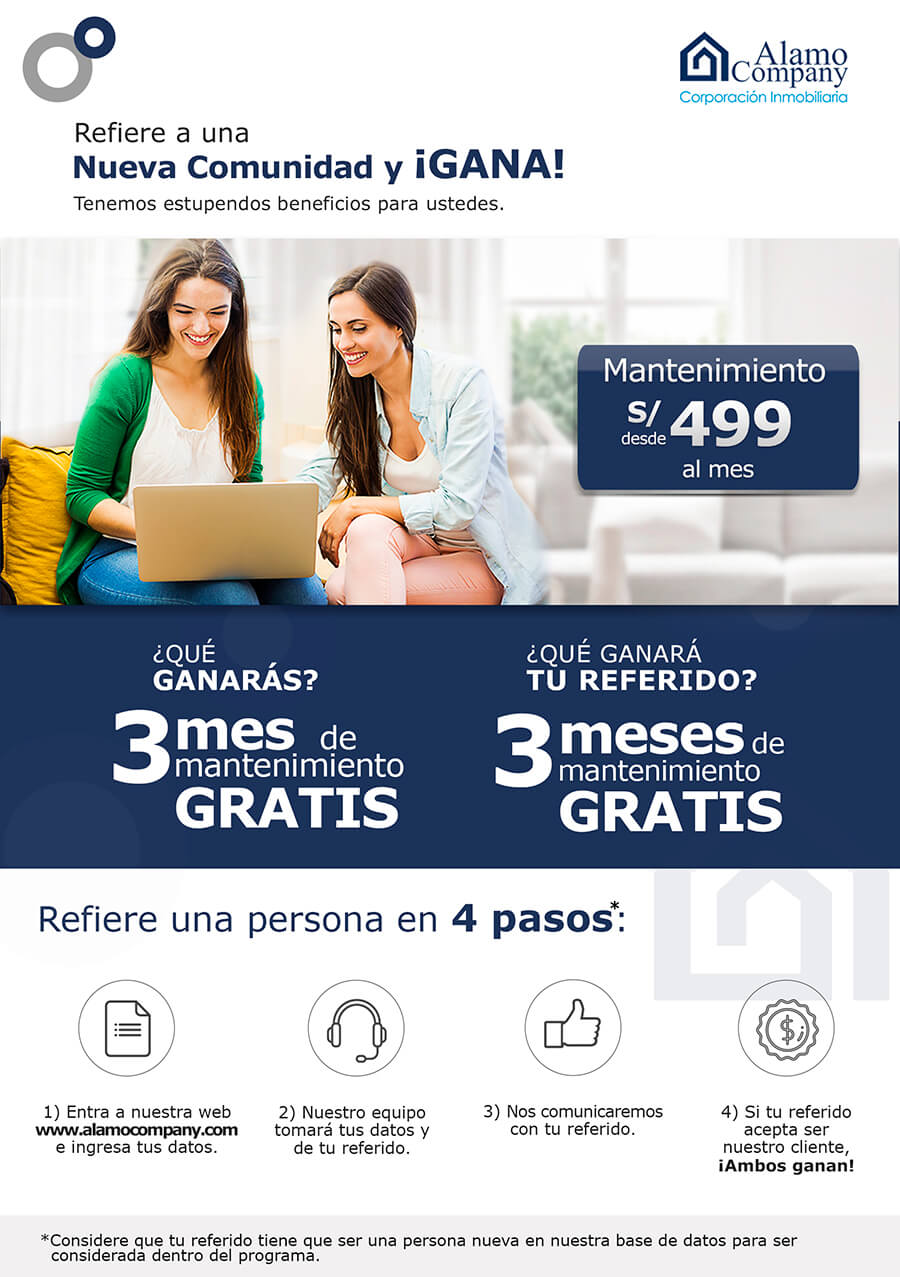 Alamo
Company
Corporación Inmobiliaria
Refiere a una
Nueva Comunidad y ¡GANA!
Tenemos estupendos beneficios para ustedes.
Mantenimiento
S/ desde 499
al mes
¿QUÉ
GANARÁS?
3 mes de
mantenimiento
GRATIS
¿QUÉ GANARÁ
TU REFERIDO?
3 meses de
mantenimiento
GRATIS
Refiere una persona en 4 pasos*:
1) Entra a nuestra web
www.alamocompany.com
e ingresa tus datos.
2) Nuestro equipo
tomará tus datos y
de tu referido.
3) Nos comunicaremos
con tu referido.
4) Si tu referido
acepta ser
nuestro cliente,
¡Ambos ganan!
*Considere que tu referido tiene que ser una persona nueva en nuestra base de datos para ser
considerada dentro del programa.